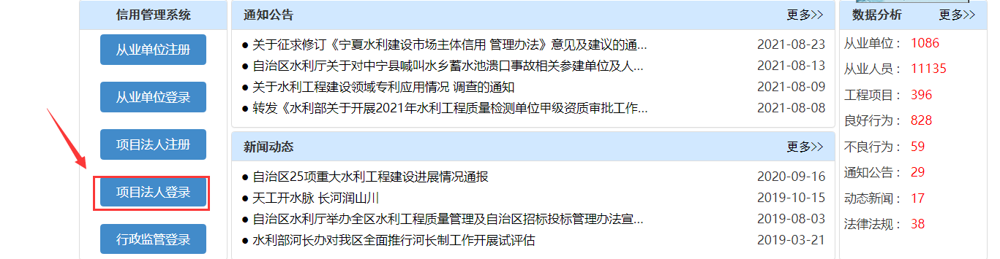 信用管理系统
从业单位注册
从业单位登录
项目法人注册
项目法人登录
行政监管登录
通知公告 更多>>
● 关于征求修订《宁夏水利建设市场主体信用 管理办法》意见及建议的通... 2021-08-23
● 自治区水利厅关于对中宁县喊叫水乡蓄水池溃口事故相关参建单位及人... 2021-08-13
● 关于水利工程建设领域专利应用情况 调查的通知 2021-08-09
● 转发《水利部关于开展2021年水利工程质量检测单位甲级资质审批工作... 2021-08-08
新闻动态 更多>>
● 自治区25项重大水利工程建设进展情况通报 2020-09-16
● 天工开水脉 长河润山川 2019-10-15
● 自治区水利厅举办全区水利工程质量管理及自治区招标投标管理办法宣... 2019-08-03
● 水利部河长办对我区全面推行河长制工作开展试评估 2019-03-21
数据分析 更多>>
从业单位： 1086
从业人员： 11135
工程项目： 396
良好行为： 828
不良行为： 59
通知公告： 29
动态新闻： 17
法律法规： 38